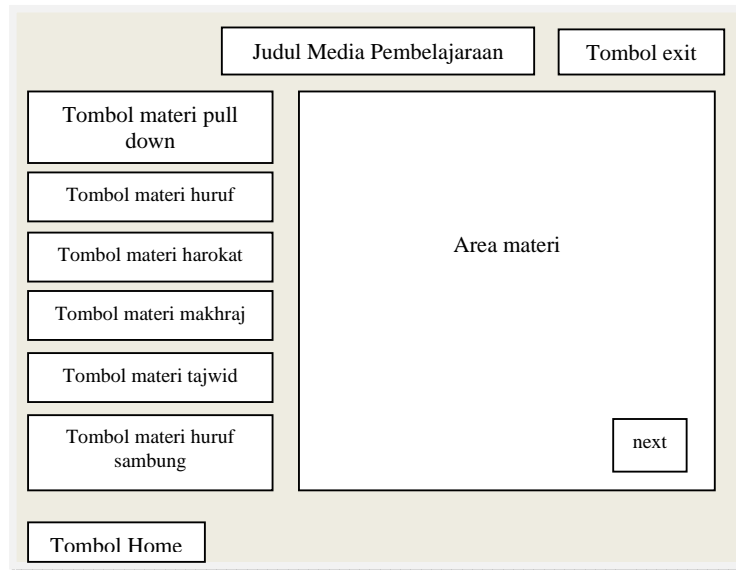 Judul Media Pembelajaraan
Tombol exit
Tombol materi pull
down
Tombol materi huruf
Tombol materi harokat
Tombol materi makhraj
Tombol materi tajwid
Tombol materi huruf
sambung
Area materi
next
Tombol Home